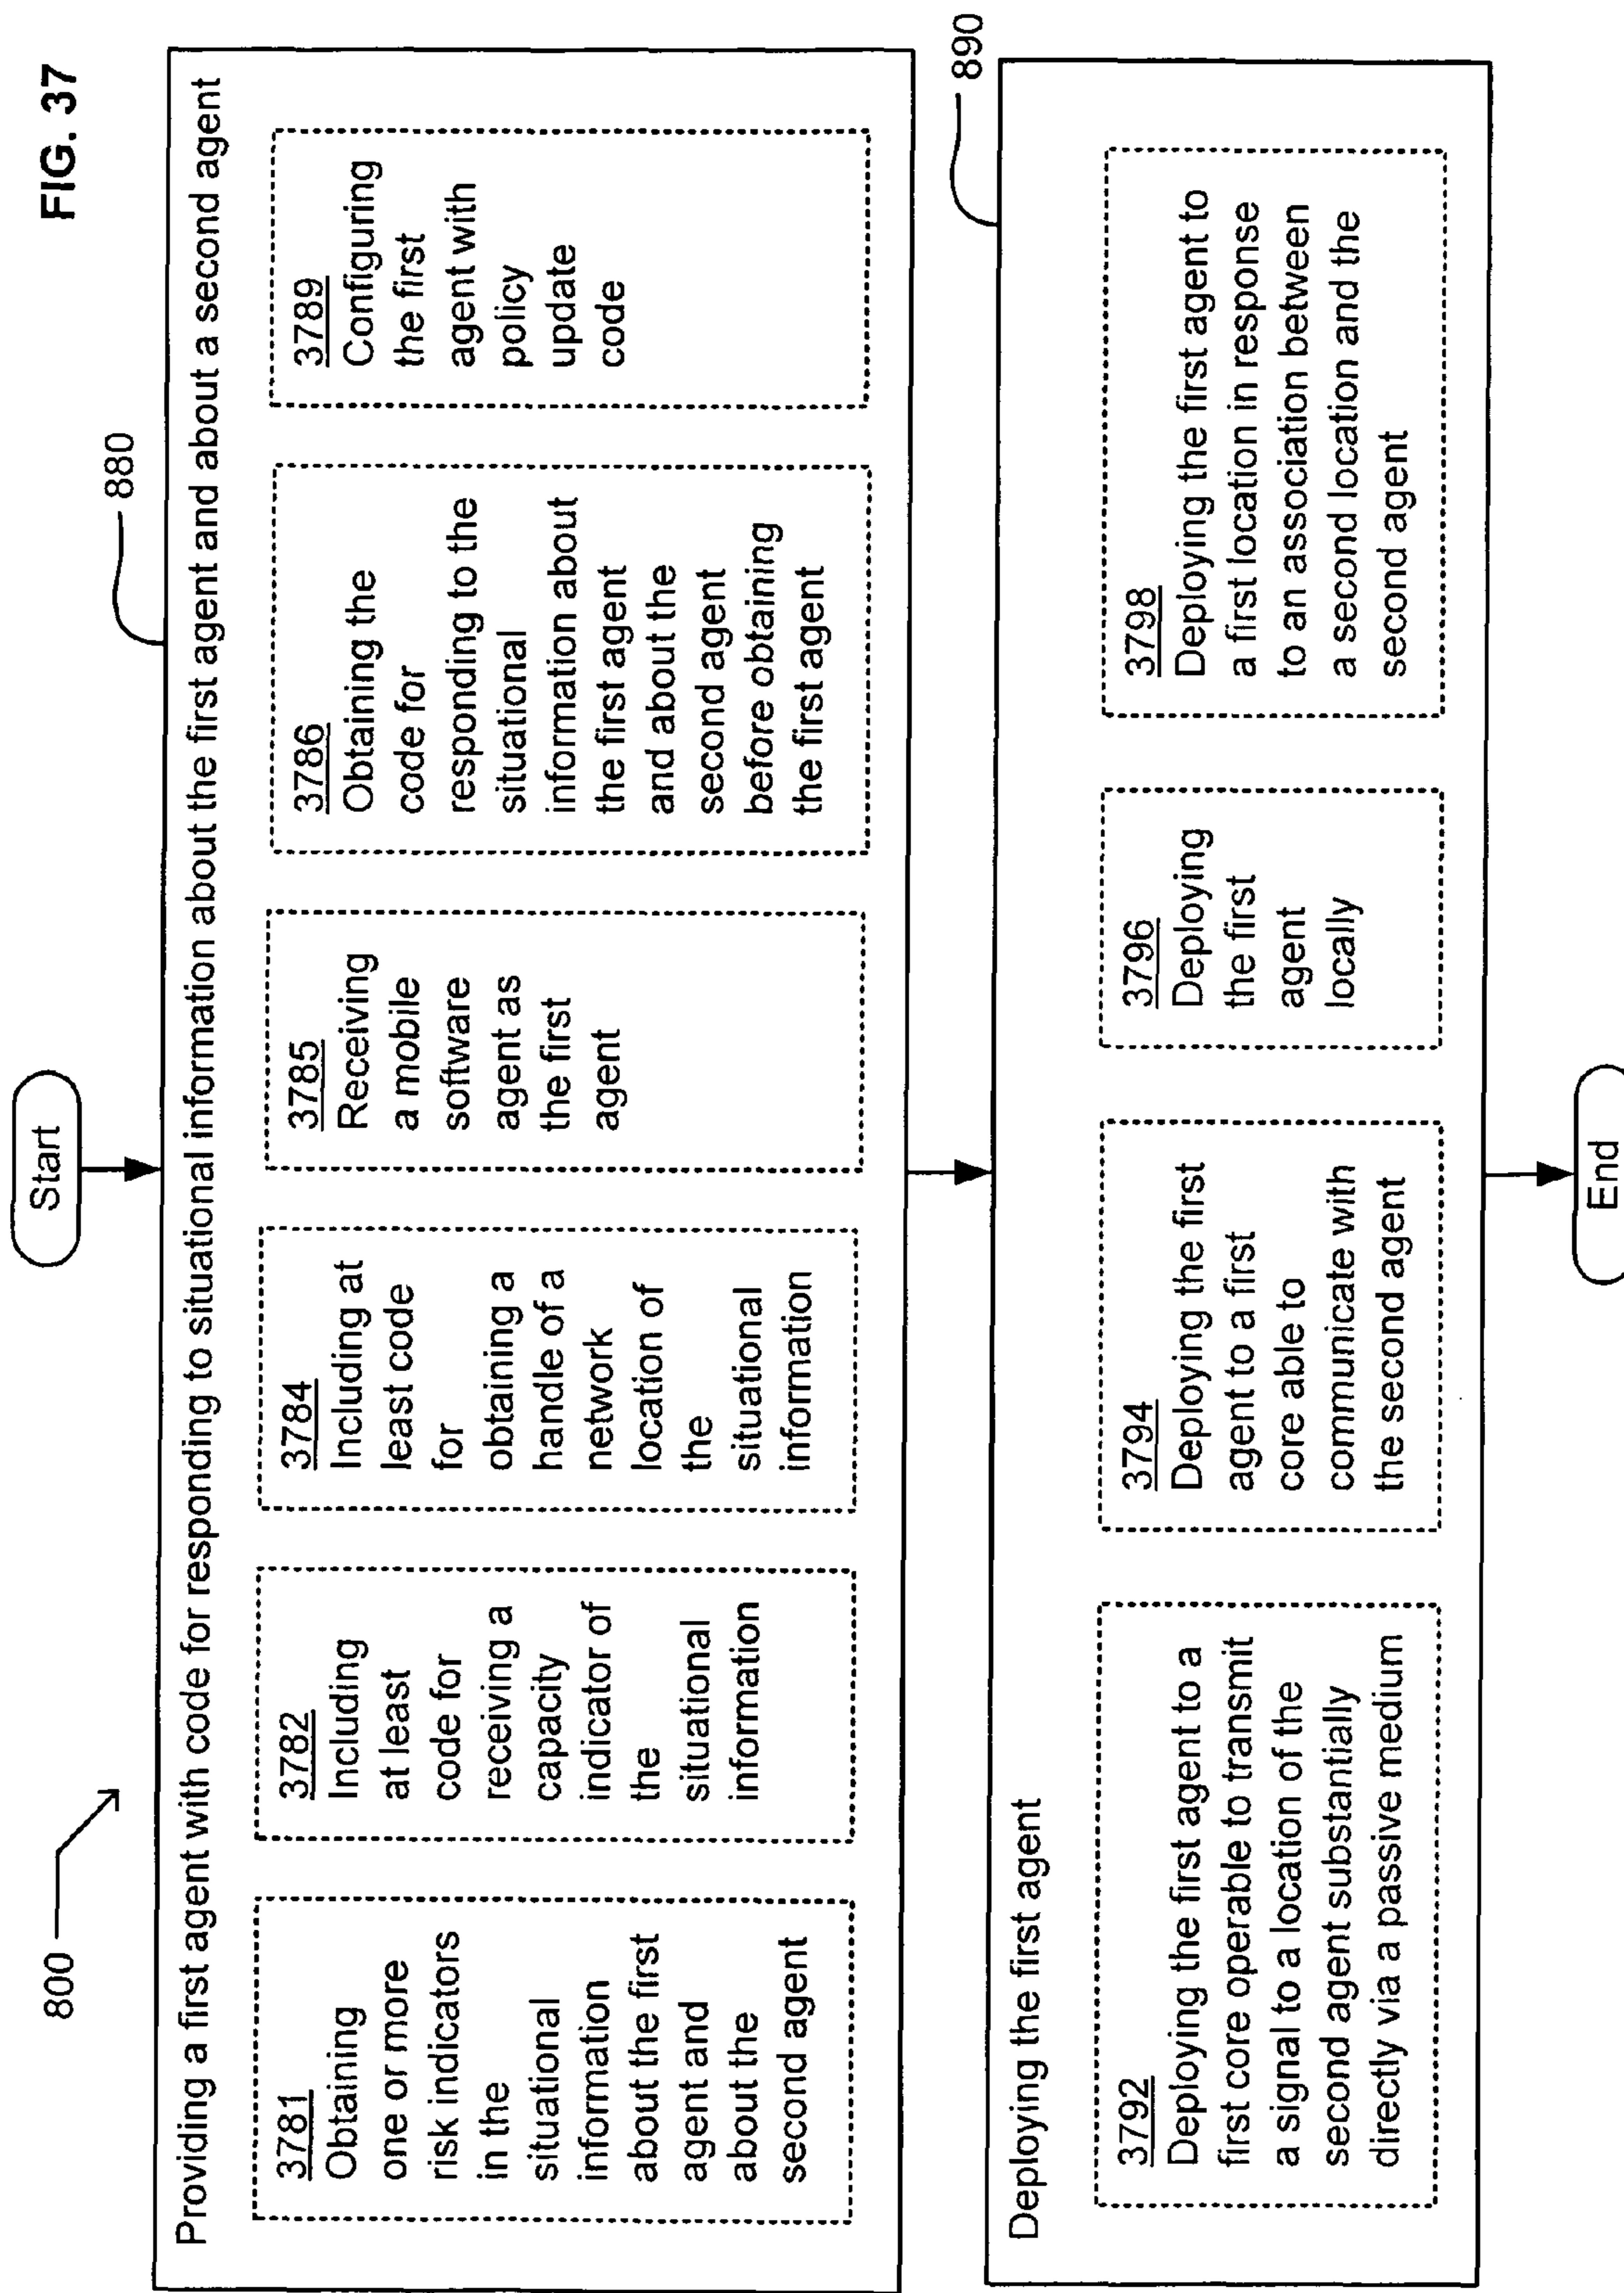 FIG. 37
800
Start
880
Providing a first agent with code for responding to situational information about the first agent and about a second agent
3781
Obtaining
one or more
risk indicators
in the
situational
information
about the first
agent and
about the
second agent
3782
Including
at least
code for
receiving a
capacity
indicator of
the
situational
information
3784
Including at
least code
for
obtaining a
handle of a
network
location of
the
situational
information
3785
Receiving
a mobile
software
agent as
the first
agent
3786
Obtaining the
code for
responding to the
situational
information about
the first agent
and about the
second agent
before obtaining
the first agent
3789
Configuring
the first
agent with
policy
update
code
890
Deploying the first agent
3792
Deploying the first agent to a
first core operable to transmit
a signal to a location of the
second agent substantially
directly via a passive medium
3794
Deploying the first
agent to a first
core able to
communicate with
the second agent
3796
Deploying
the first
agent
locally
3798
Deploying the first agent to
a first location in response
to an association between
a second location and the
second agent
End